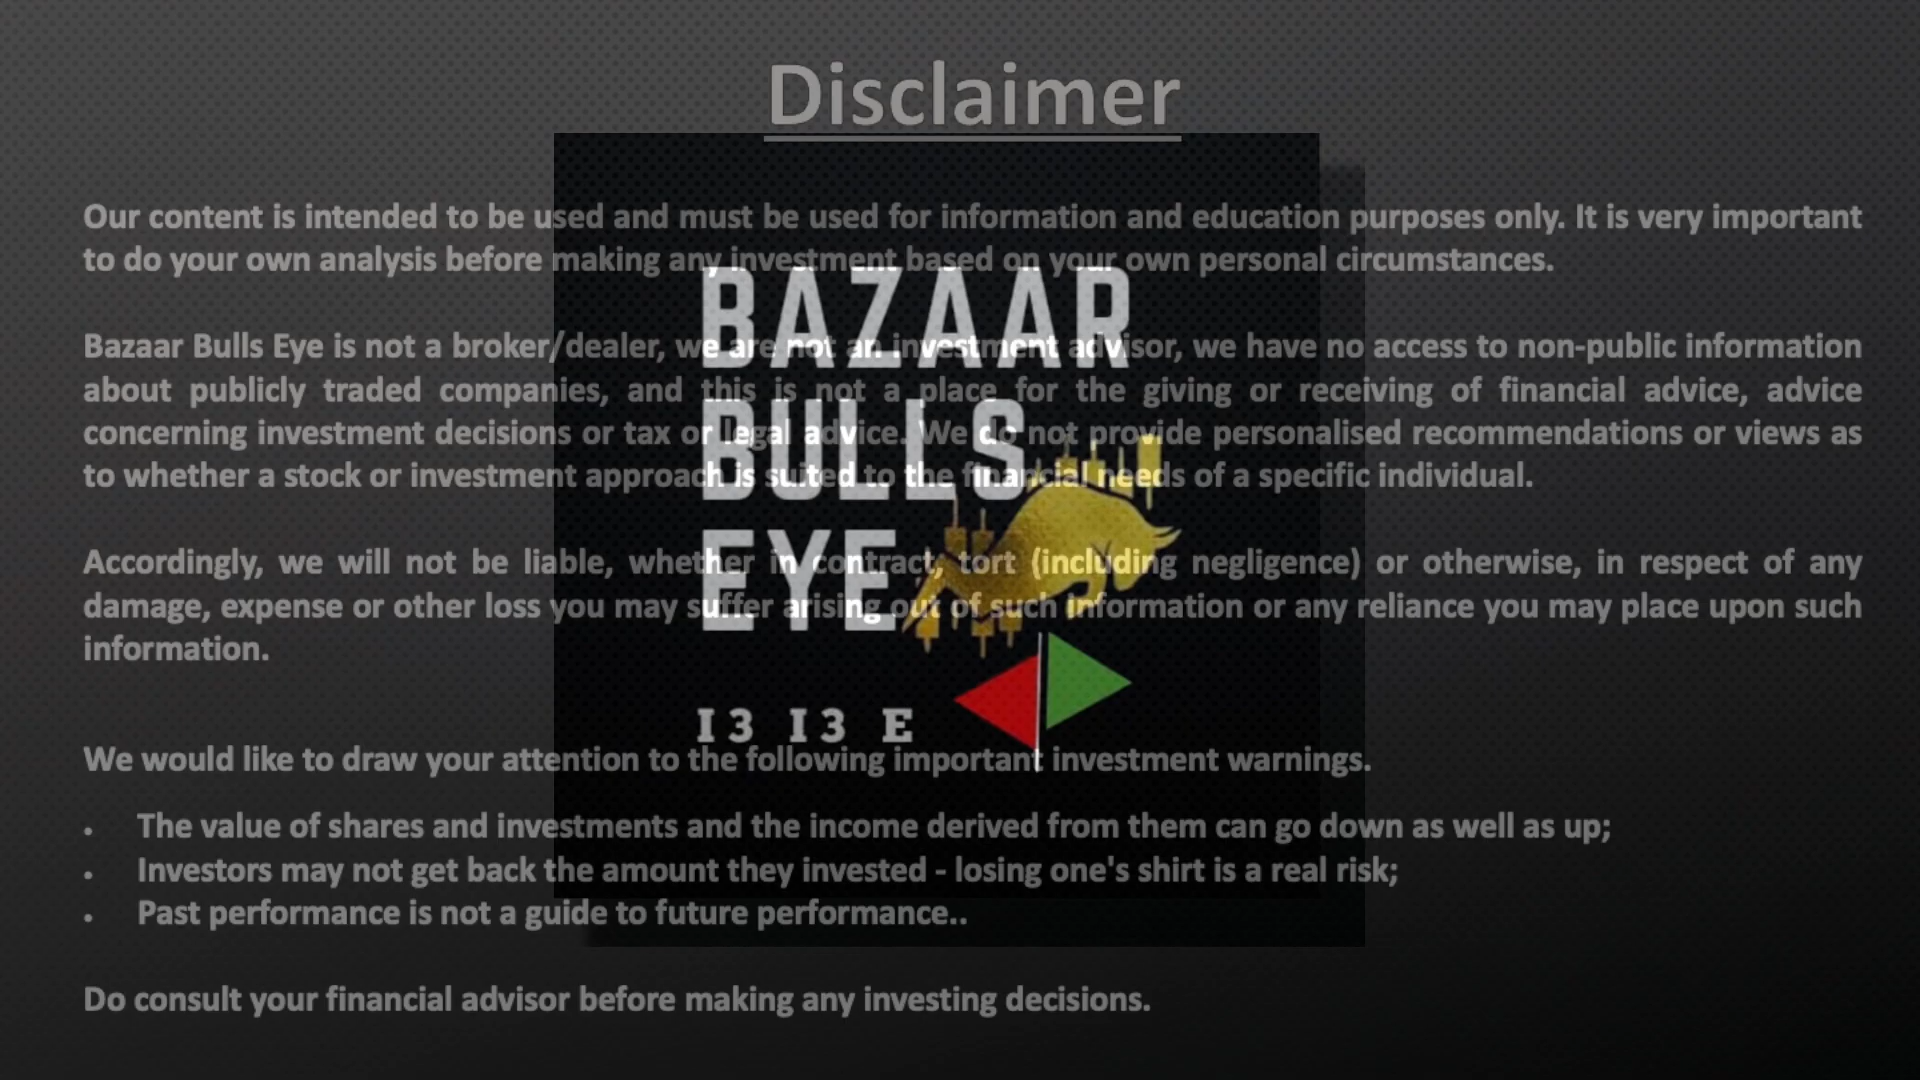 Disclaimer
Our content is intended to be used and must be used for information and education purposes only. It is very important
to do your own analysis before making any investment based on your own personal circumstances.
BAZAAR
Bazaar Bulls Eye is not a broker/dealer, we are not an investment advisor, we have no access to non-public information
about publicly traded companies, and this is not a place for the giving or receiving of financial advice, advice
concerning investment decisions or tax or legal advice. We do not provide personalised recommendations or views as
BULLS
to whether a stock or investment approach is suited to the financial needs of a specific individual.
Accordingly, we will not be liable, whether in contract, tort (including negligence) or otherwise, in respect of any
EYE
damage, expense or other loss you may suffer arising out of such information or any reliance you may place upon such
information.
I3 I3 E
We would like to draw your attention to the following important investment warnings.
• The value of shares and investments and the income derived from them can go down as well as up;
• Investors may not get back the amount they invested - losing one's shirt is a real risk;
• Past performance is not a guide to future performance..
Do consult your financial advisor before making any investing decisions.